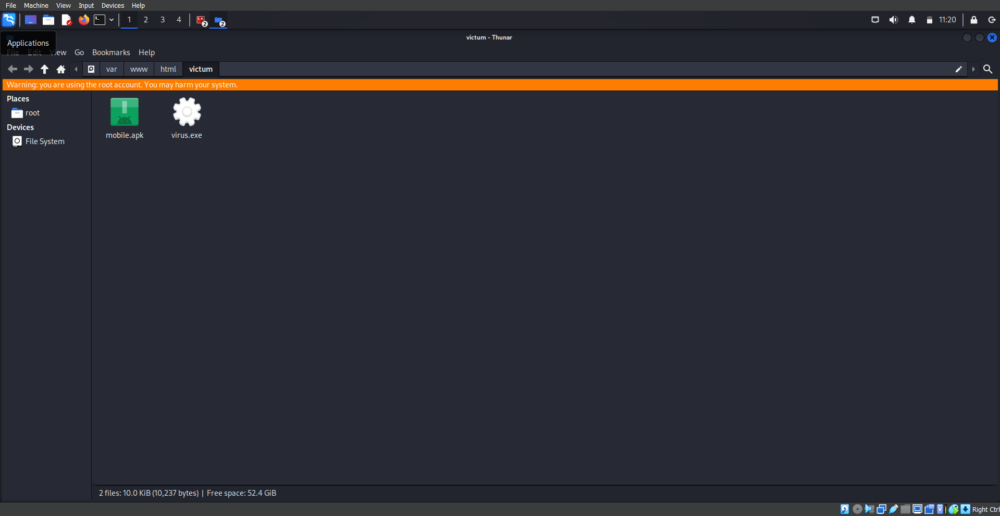 File Machine View Input Devices Help
1 2 3 4 2 2 11:20
Applications
victum - Thunar
File Edit View Go Bookmarks Help
var www html victum
Warning: you are using the root account. You may harm your system.
Places
root
Devices
File System
mobile.apk virus.exe
2 files: 10.0 KiB (10,237 bytes) | Free space: 52.4 GiB
Right Ctrl